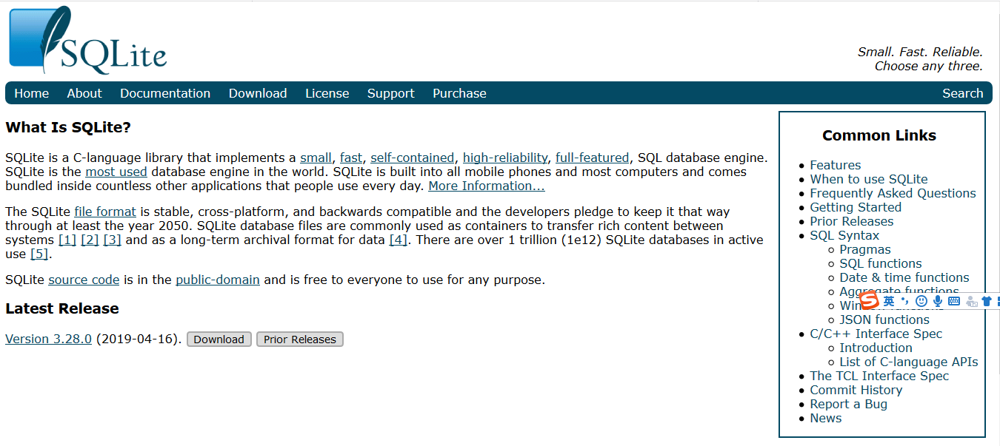 SQLite
Small. Fast. Reliable.
Choose any three.
Home About Documentation Download License Support Purchase Search
What Is SQLite?
SQLite is a C-language library that implements a small, fast, self-contained, high-reliability, full-featured, SQL database engine.
SQLite is the most used database engine in the world. SQLite is built into all mobile phones and most computers and comes
bundled inside countless other applications that people use every day. More Information...
The SQLite file format is stable, cross-platform, and backwards compatible and the developers pledge to keep it that way
through at least the year 2050. SQLite database files are commonly used as containers to transfer rich content between
systems [1] [2] [3] and as a long-term archival format for data [4]. There are over 1 trillion (1e12) SQLite databases in active
use [5].
SQLite source code is in the public-domain and is free to everyone to use for any purpose.
Latest Release
Version 3.28.0 (2019-04-16). Download Prior Releases
Common Links
Features
When to use SQLite
Frequently Asked Questions
Getting Started
Prior Releases
SQL Syntax
Pragmas
SQL functions
Date & time functions
Aggregate functions
S 英
Window functions
JSON functions
C/C++ Interface Spec
Introduction
List of C-language APIs
The TCL Interface Spec
Commit History
Report a Bug
News